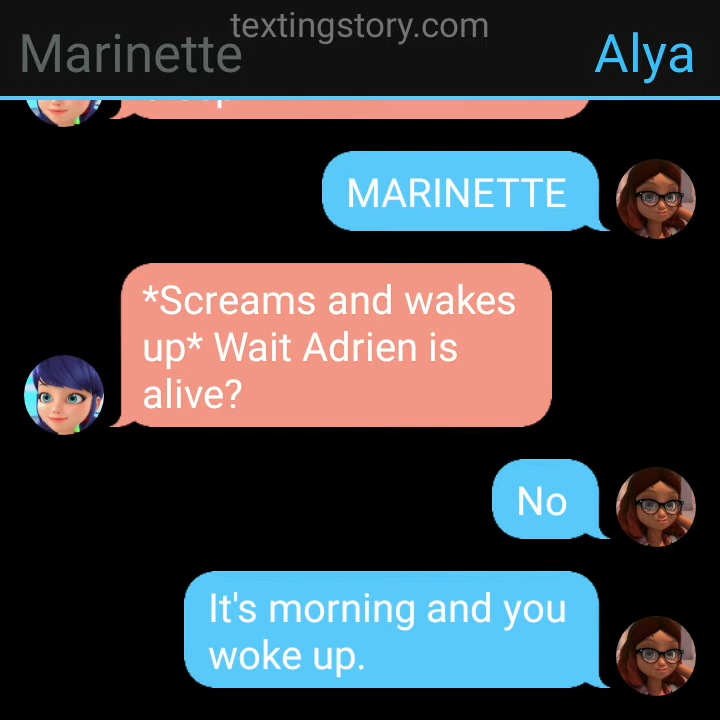 textingstory.com
Marinette
Alya
MARINETTE
*Screams and wakes
up* Wait Adrien is
alive?
No
It's morning and you
woke up.